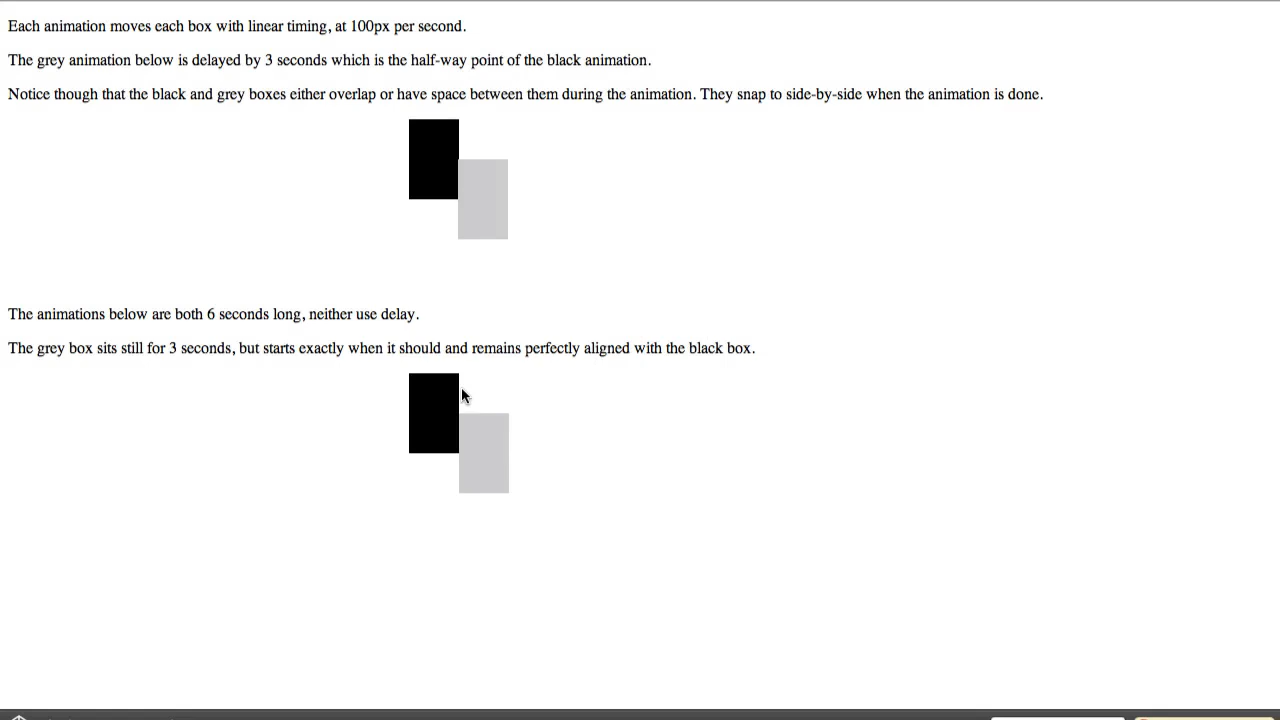 Each animation moves each box with linear timing, at 100px per second.
The grey animation below is delayed by 3 seconds which is the half-way point of the black animation.
Notice though that the black and grey boxes either overlap or have space between them during the animation. They snap to side-by-side when the animation is done.
The animations below are both 6 seconds long, neither use delay.
The grey box sits still for 3 seconds, but starts exactly when it should and remains perfectly aligned with the black box.